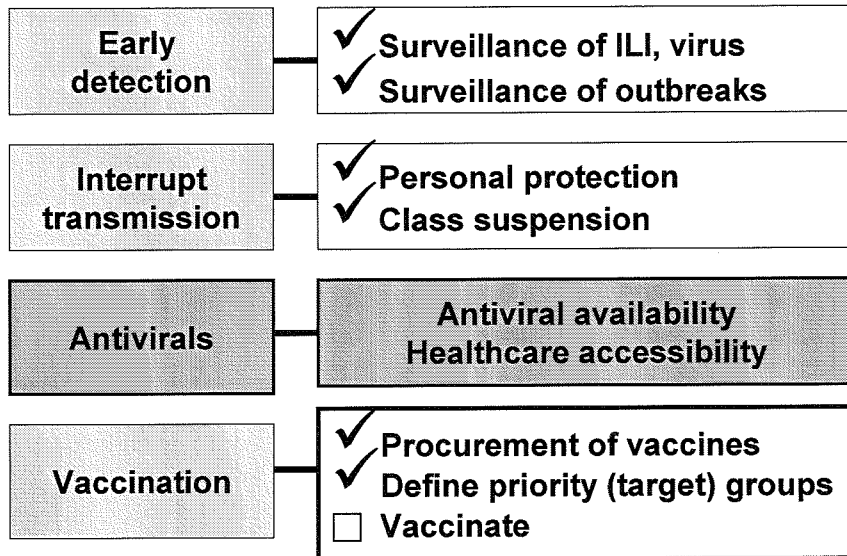 Early
detection
✓ Surveillance of ILI, virus
✓ Surveillance of outbreaks
Interrupt
transmission
✓ Personal protection
✓ Class suspension
Antivirals
Antiviral availability
Healthcare accessibility
Vaccination
✓ Procurement of vaccines
✓ Define priority (target) groups
☐ Vaccinate